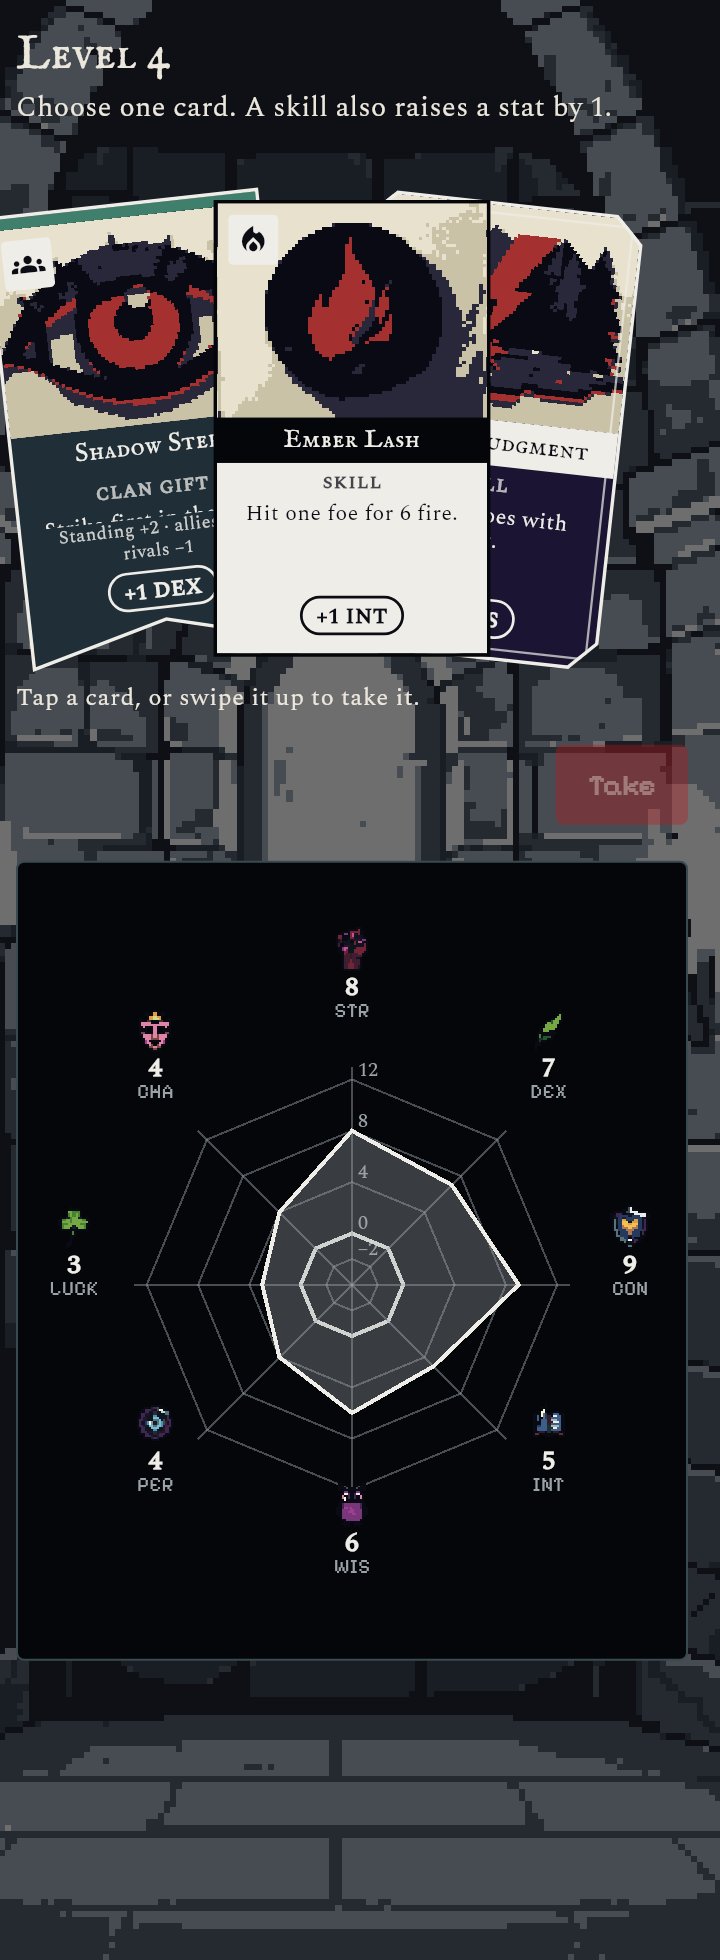 Level 4
Choose one card. A skill also raises a stat by 1.
Shadow
CLAN GIFT
Standing +2 · allies
rivals −1
+1 DEX
Ember Lash
SKILL
Hit one foe for 6 fire.
+1 INT
with
Tap a card, or swipe it up to take it.
Take
8
STR
4
CHA
7
DEX
12
8
4
0
−2
3
LUCK
9
CON
4
PER
5
INT
6
WIS